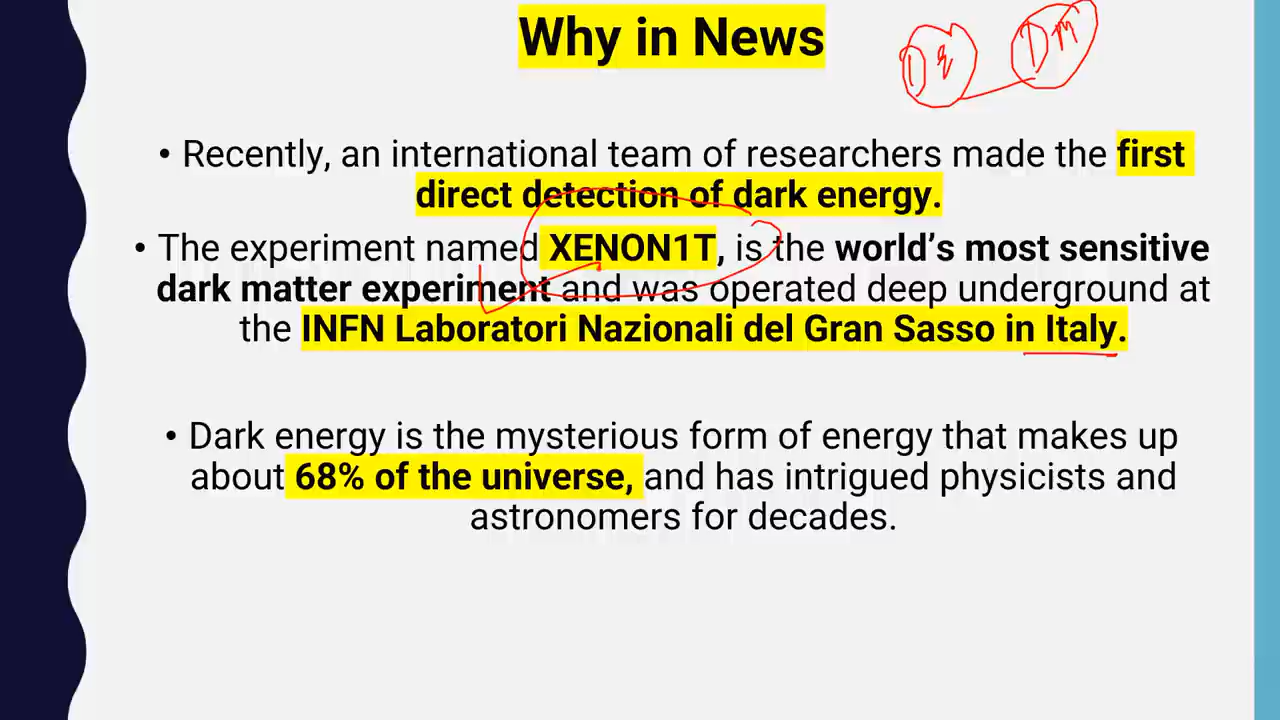 Why in News
DE DM
• Recently, an international team of researchers made the first
direct detection of dark energy.
• The experiment named XENON1T, is the world’s most sensitive
dark matter experiment and was operated deep underground at
the INFN Laboratori Nazionali del Gran Sasso in Italy.
• Dark energy is the mysterious form of energy that makes up
about 68% of the universe, and has intrigued physicists and
astronomers for decades.